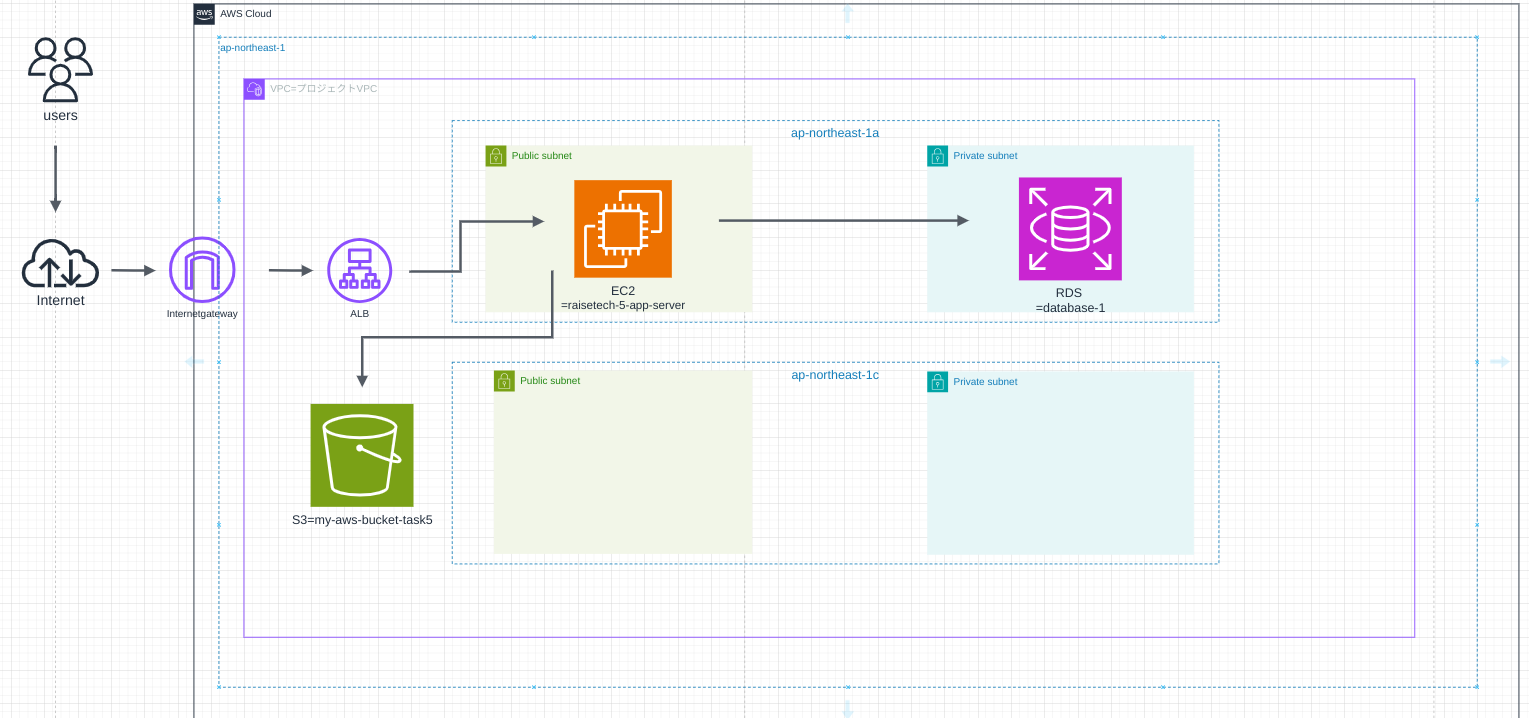 aws
AWS Cloud
ap-northeast-1
VPC=プロジェクトVPC
users
ap-northeast-1a
Public subnet
Private subnet
Internet
Internetgateway
ALB
EC2
=raisetech-5-app-server
RDS
=database-1
ap-northeast-1c
Public subnet
Private subnet
S3=my-aws-bucket-task5